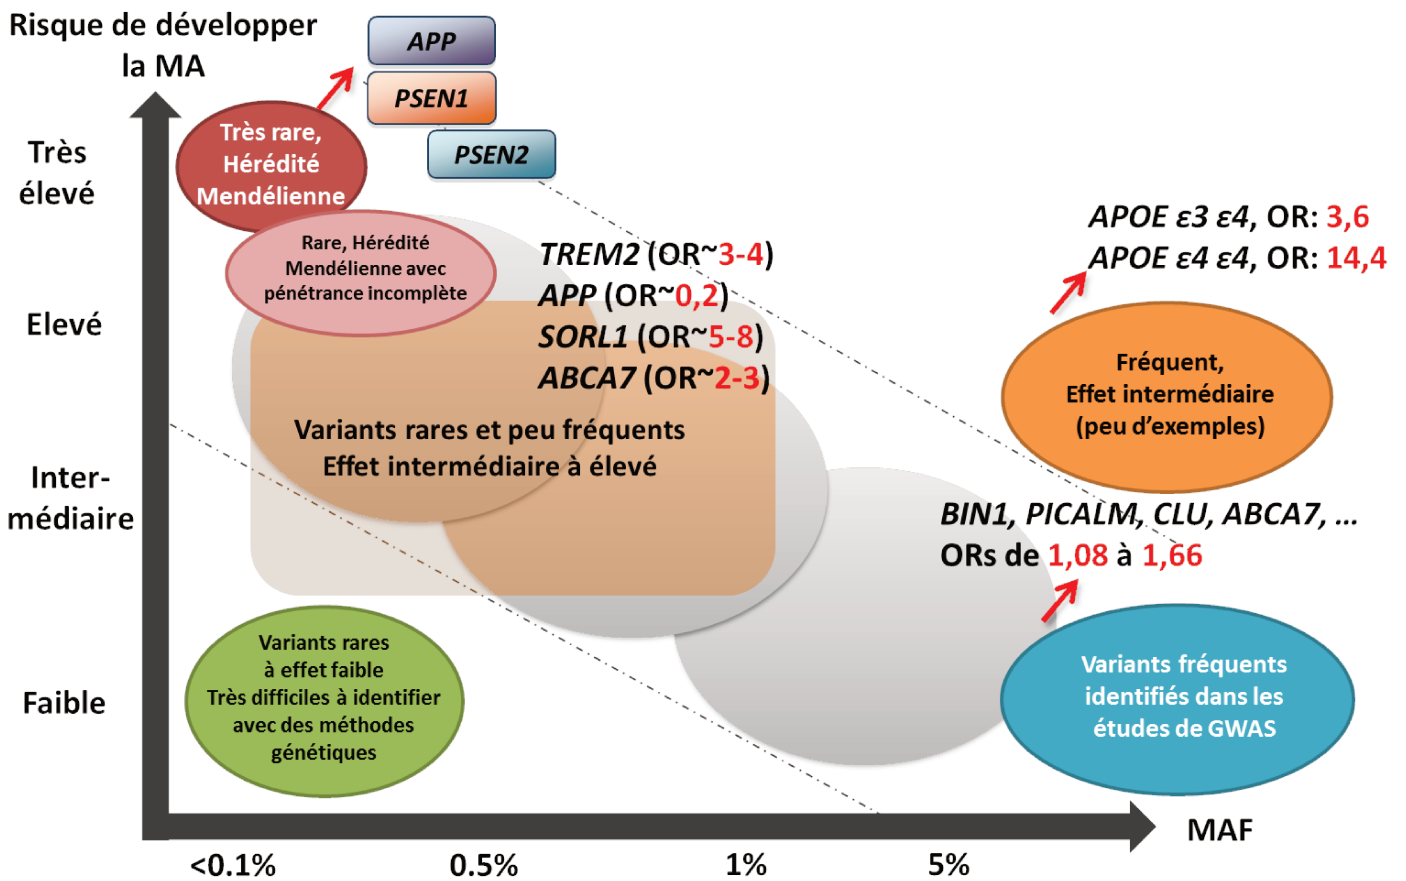 Risque de développer
la MA
APP
PSEN1
PSEN2
Très
élevé
Très rare,
Hérédité
Mendélienne
Rare, Hérédité
Mendélienne avec
pénétrance incomplète
APOE ε3 ε4, OR: 3,6
APOE ε4 ε4, OR: 14,4
TREM2 (OR~3-4)
APP (OR~0,2)
SORL1 (OR~5-8)
ABCA7 (OR~2-3)
Elevé
Fréquent,
Effet intermédiaire
(peu d'exemples)
Variants rares et peu fréquents
Effet intermédiaire à élevé
Inter-
médiaire
BIN1, PICALM, CLU, ABCA7, ...
ORs de 1,08 à 1,66
Variants rares
à effet faible
Très difficiles à identifier
avec des méthodes
génétiques
Faible
Variants fréquents
identifiés dans les
études de GWAS
MAF
<0.1%
0.5%
1%
5%